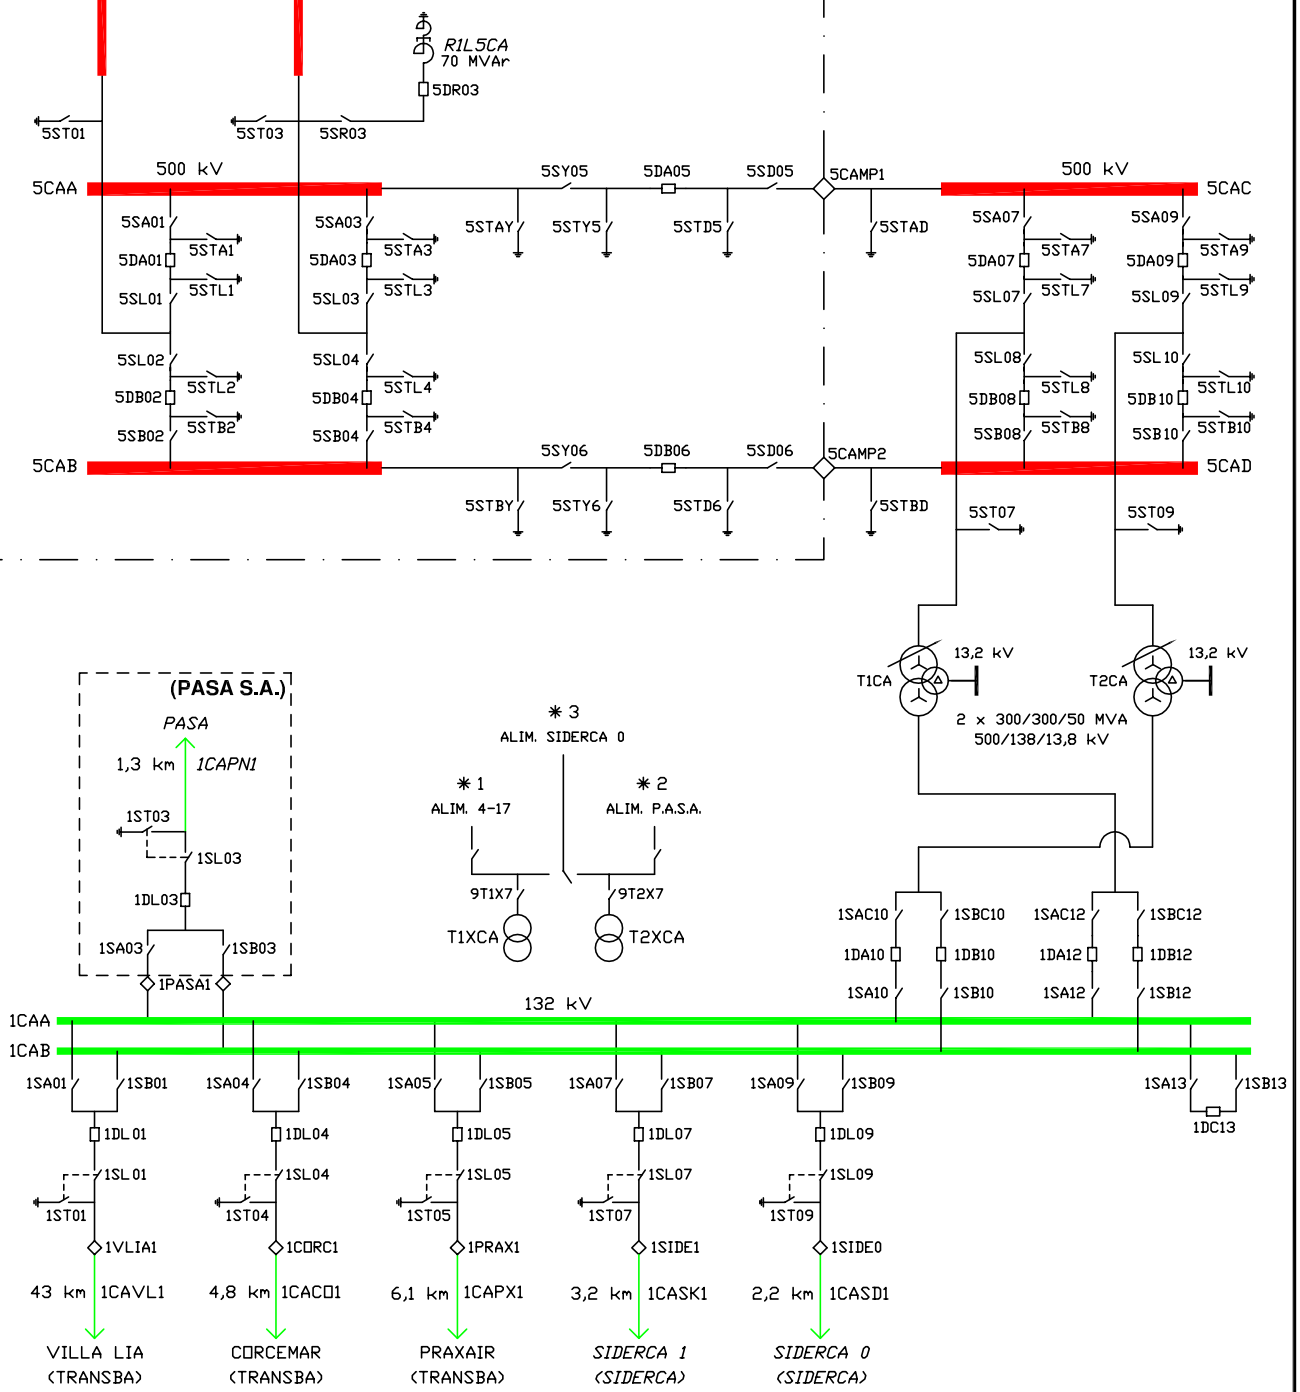 R1L5CA
70 MVAr
5DR03
5ST01
5ST03
5SR03
500 kV
5SY05
5DA05
5SD05
5CAMP1
500 kV
5CAA
5CAC
5SA01
5SA03
5STAY
5STY5
5STD5
5STAD
5SA07
5SA09
5STA1
5STA3
5STA7
5STA9
5DA01
5DA03
5DA07
5DA09
5STL1
5STL3
5STL7
5STL9
5SL01
5SL03
5SL07
5SL09
5SL02
5SL04
5SL08
5SL10
5STL2
5STL4
5STL8
5STL10
5DB02
5DB04
5DB08
5DB10
5STB2
5STB4
5STB8
5STB10
5SB02
5SB04
5SB08
5SB10
5SY06
5DB06
5SD06
5CAMP2
5CAB
5CAD
5STBY
5STY6
5STD6
5STBD
5ST07
5ST09
13,2 kV
13,2 kV
T1CA
T2CA
2 x 300/300/50 MVA
500/138/13,8 kV
(PASA S.A.)
PASA
1,3 km
1CAPN1
1ST03
1SL03
1DL03
1SA03
1SB03
1PASA1
* 3
ALIM. SIDERCA 0
* 1
ALIM. 4-17
* 2
ALIM. P.A.S.A.
9T1X7
9T2X7
T1XCA
T2XCA
1SAC10
1SBC10
1SAC12
1SBC12
1DA10
1DB10
1DA12
1DB12
1SA10
1SB10
1SA12
1SB12
132 kV
1CAA
1CAB
1SA01
1SB01
1SA04
1SB04
1SA05
1SB05
1SA07
1SB07
1SA09
1SB09
1SA13
1SB13
1DC13
1DL01
1DL04
1DL05
1DL07
1DL09
1SL01
1SL04
1SL05
1SL07
1SL09
1ST01
1ST04
1ST05
1ST07
1ST09
1VLIA1
1CORC1
1PRAX1
1SIDE1
1SIDE0
43 km
1CAVL1
4,8 km
1CACO1
6,1 km
1CAPX1
3,2 km
1CASK1
2,2 km
1CASD1
VILLA LIA
(TRANSBA)
CORCEMAR
(TRANSBA)
PRAXAIR
(TRANSBA)
SIDERCA 1
(SIDERCA)
SIDERCA 0
(SIDERCA)